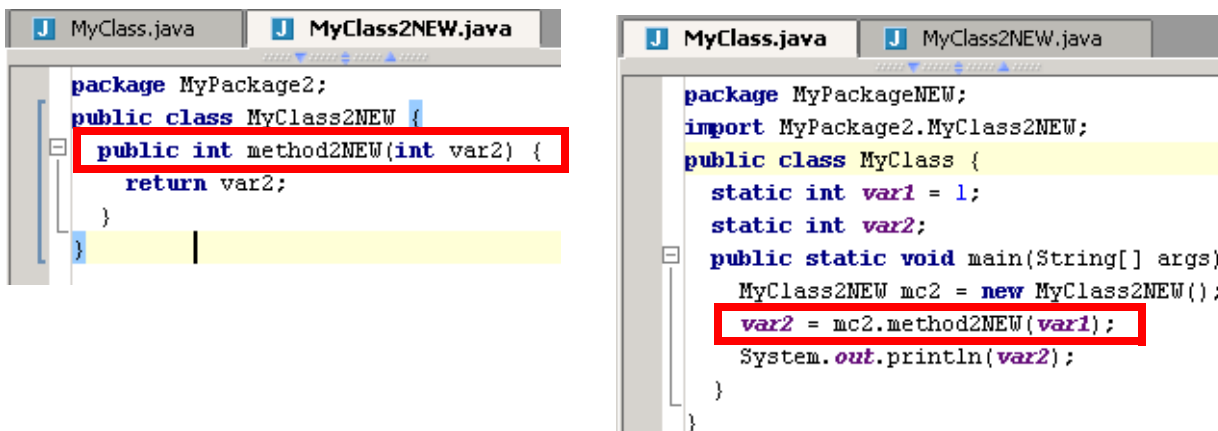 MyClass.java MyClass2NEW.java
package MyPackage2;
public class MyClass2NEW {
public int method2NEW(int var2) {
return var2;
}
}
MyClass.java MyClass2NEW.java
package MyPackageNEW;
import MyPackage2.MyClass2NEW;
public class MyClass {
static int var1 = 1;
static int var2;
public static void main(String[] args)
MyClass2NEW mc2 = new MyClass2NEW();
var2 = mc2.method2NEW(var1);
System.out.println(var2);
}
}